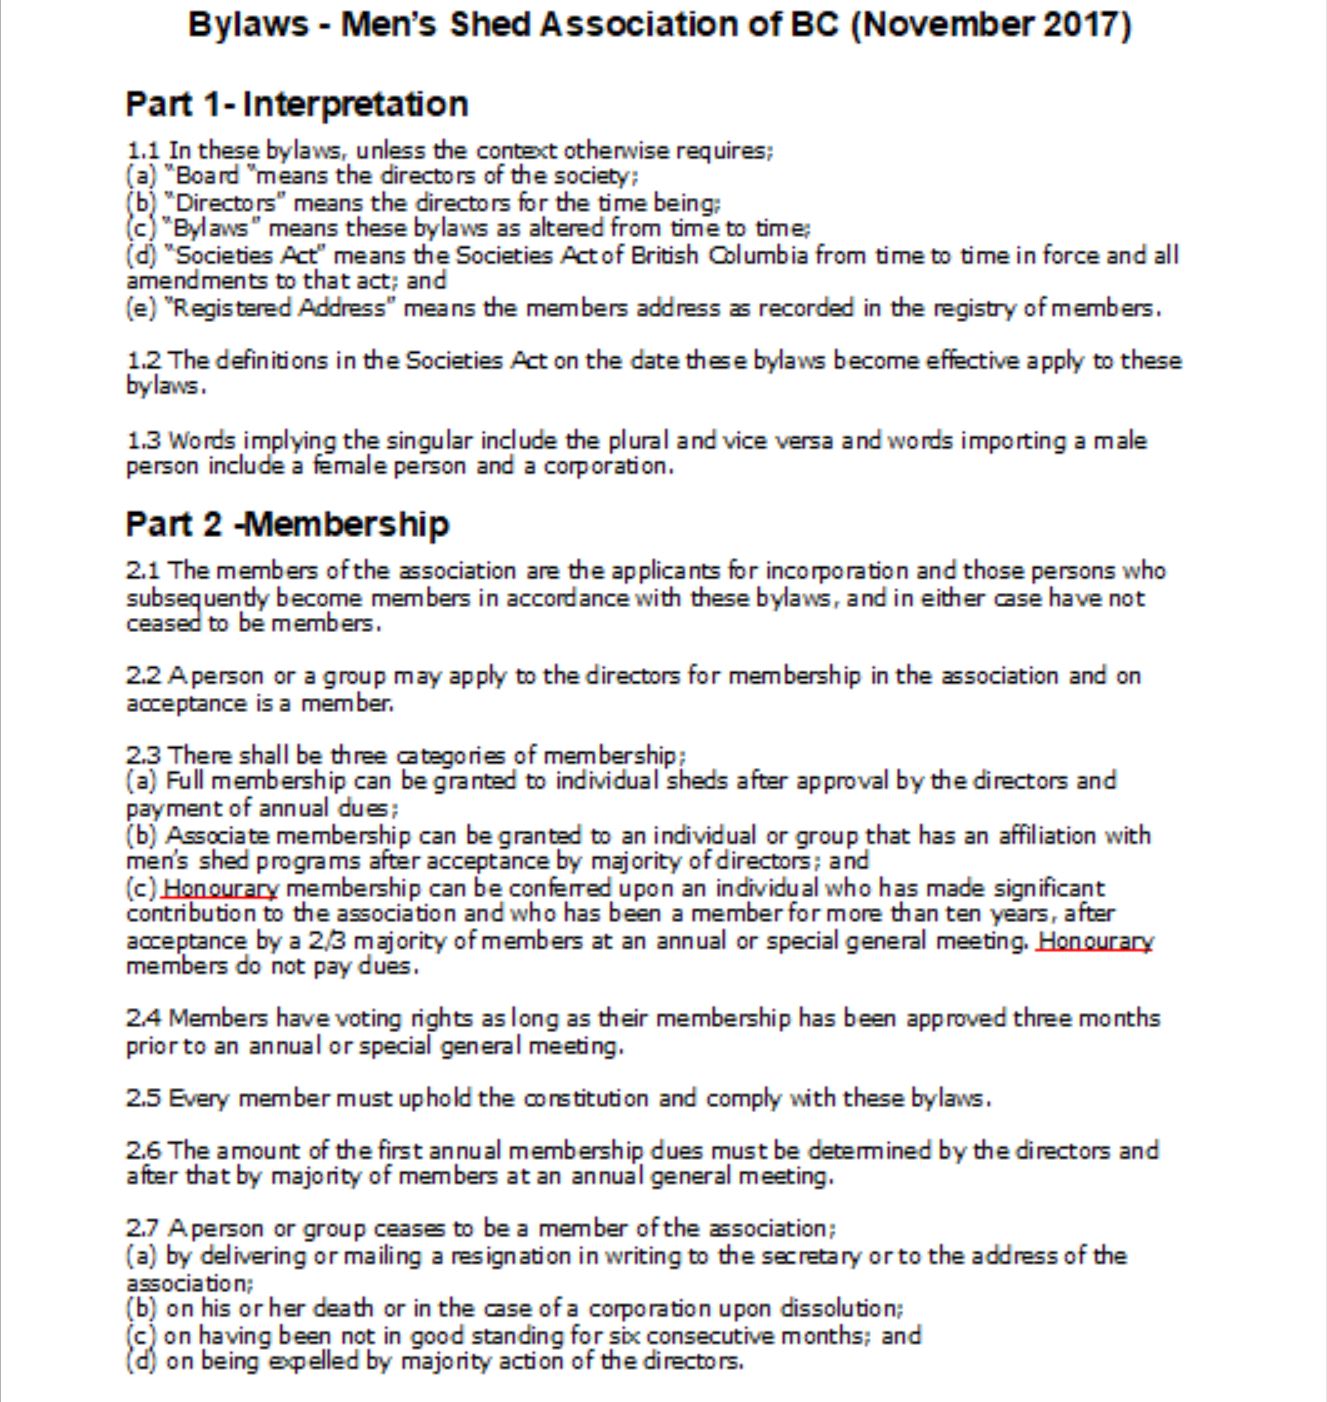 Bylaws - Men's Shed Association of BC (November 2017)
Part 1- Interpretation
1.1 In these bylaws, unless the context otherwise requires;
(a) "Board "means the directors of the society;
(b) "Directors" means the directors for the time being;
(c) "Bylaws" means these bylaws as altered from time to time;
(d) "Societies Act" means the Societies Act of British Columbia from time to time in force and all
amendments to that act; and
(e) "Registered Address" means the members address as recorded in the registry of members.
1.2 The definitions in the Societies Act on the date these bylaws become effective apply to these
bylaws.
1.3 Words implying the singular include the plural and vice versa and words importing a male
person include a female person and a corporation.
Part 2 -Membership
2.1 The members of the association are the applicants for incorporation and those persons who
subsequently become members in accordance with these bylaws, and in either case have not
ceased to be members.
2.2 A person or a group may apply to the directors for membership in the association and on
acceptance is a member.
2.3 There shall be three categories of membership;
(a) Full membership can be granted to individual sheds after approval by the directors and
payment of annual dues;
(b) Associate membership can be granted to an individual or group that has an affiliation with
men's shed programs after acceptance by majority of directors; and
(c) Honourary membership can be conferred upon an individual who has made significant
contribution to the association and who has been a member for more than ten years, after
acceptance by a 2/3 majority of members at an annual or special general meeting. Honourary
members do not pay dues.
2.4 Members have voting rights as long as their membership has been approved three months
prior to an annual or special general meeting.
2.5 Every member must uphold the constitution and comply with these bylaws.
2.6 The amount of the first annual membership dues must be determined by the directors and
after that by majority of members at an annual general meeting.
2.7 A person or group ceases to be a member of the association;
(a) by delivering or mailing a resignation in writing to the secretary or to the address of the
association;
(b) on his or her death or in the case of a corporation upon dissolution;
(c) on having been not in good standing for six consecutive months; and
(d) on being expelled by majority action of the directors.